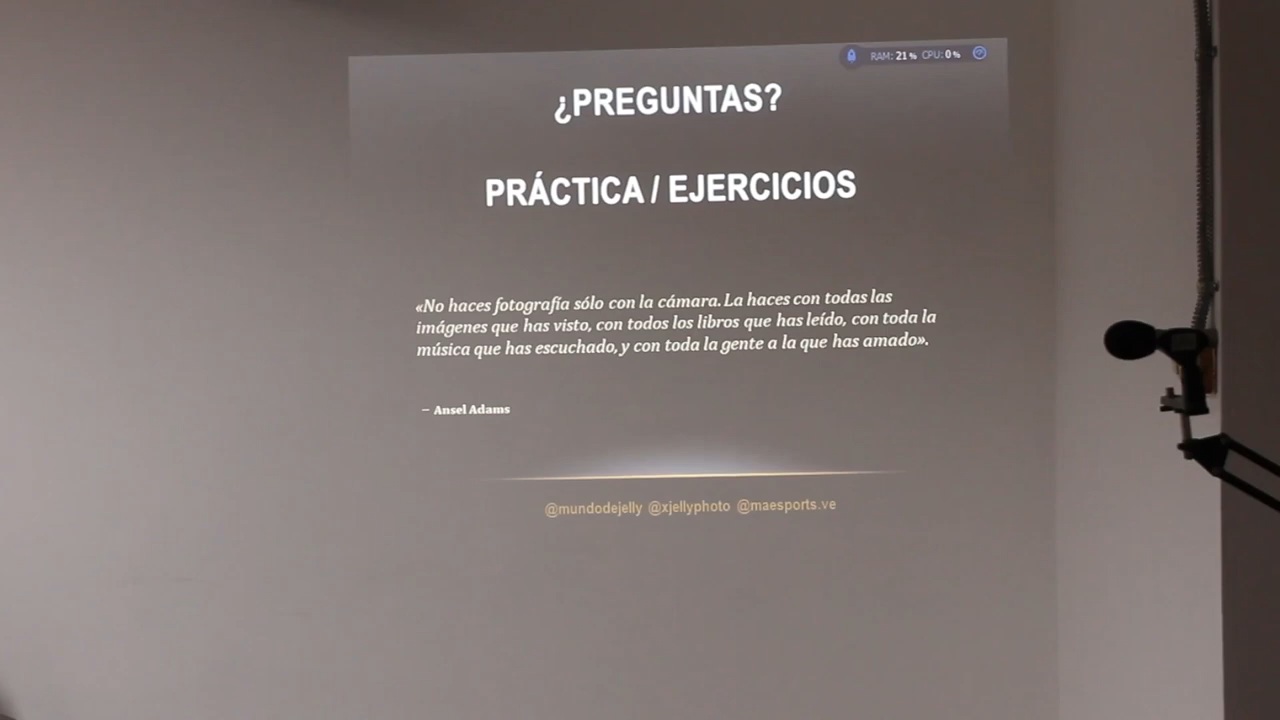 RAM: 21% CPU: 0%
¿PREGUNTAS?
PRÁCTICA / EJERCICIOS
«No haces fotografía sólo con la cámara. La haces con todas las
imágenes que has visto, con todos los libros que has leído, con toda la
música que has escuchado, y con toda la gente a la que has amado».
– Ansel Adams
@mundodejelly @xjellyphoto @maesports.ve